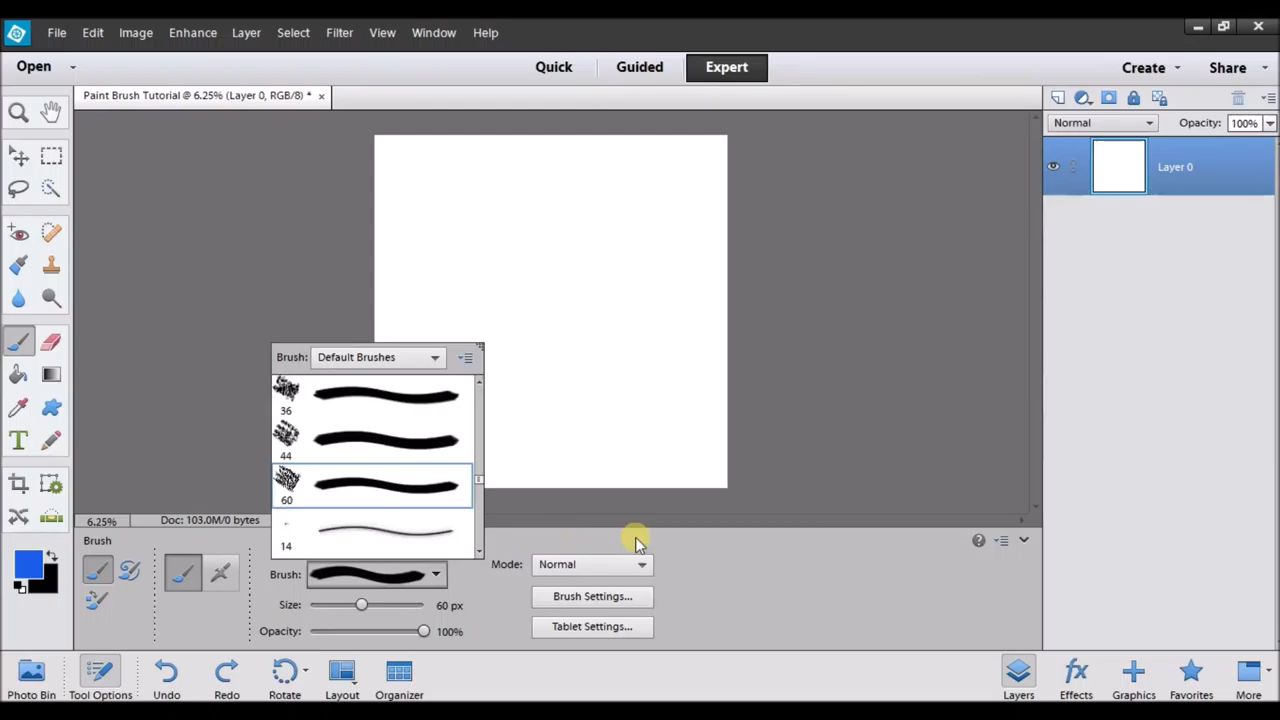 File Edit Image Enhance Layer Select Filter View Window Help
Open Quick Guided Expert Create Share
Paint Brush Tutorial @ 6.25% (Layer 0, RGB/8) * ×
Normal Opacity: 100%
Layer 0
Brush: Default Brushes
36
44
60
14
6.25% Doc: 103.0M/0 bytes
Brush
Brush: Mode: Normal
Size: 60 px Brush Settings...
Opacity: 100% Tablet Settings...
Photo Bin Tool Options Undo Redo Rotate Layout Organizer Layers Effects Graphics Favorites More